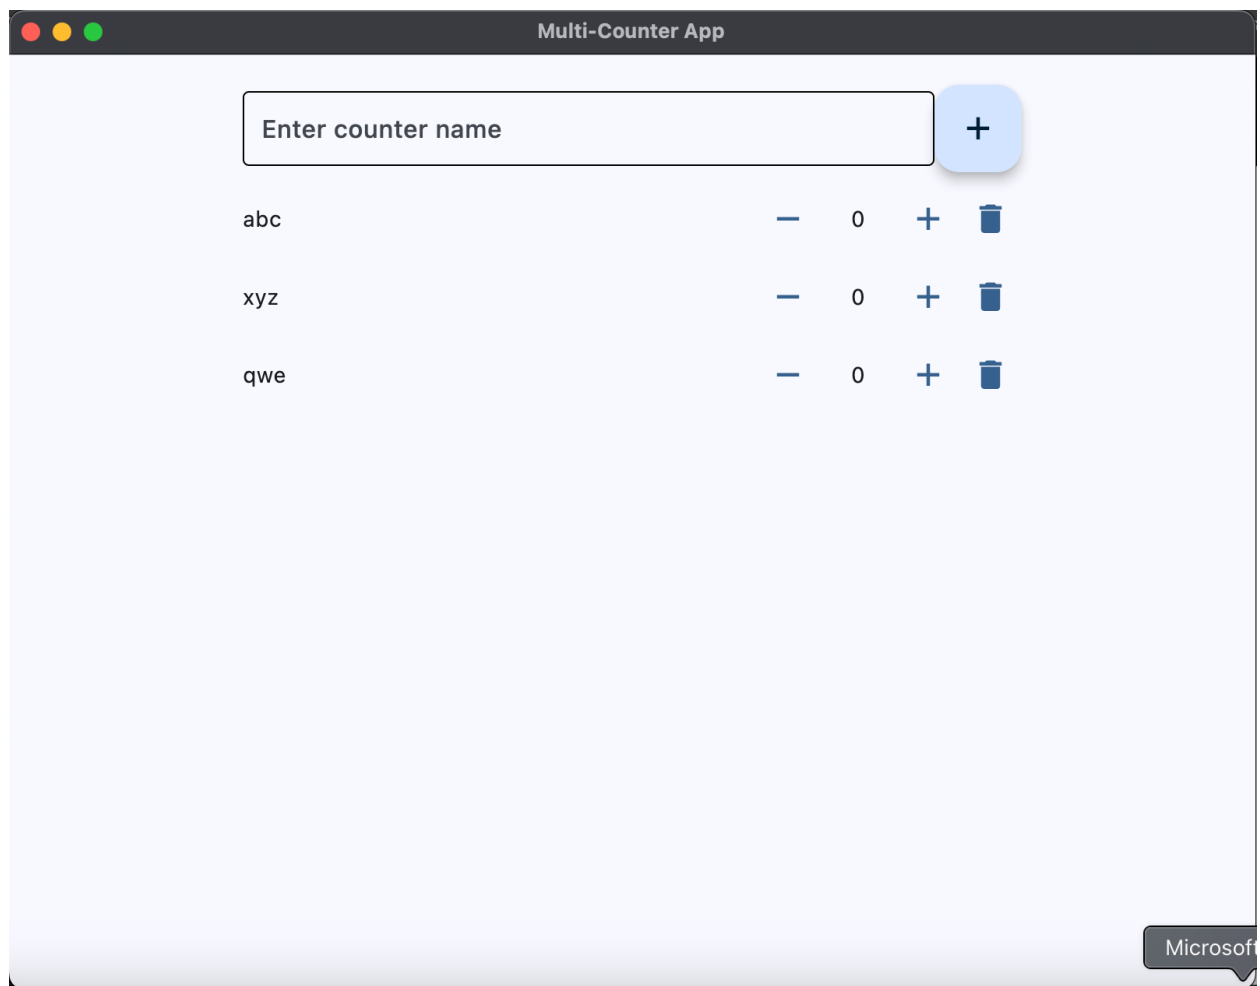 Multi-Counter App
Enter counter name
+
abc − 0 +
xyz − 0 +
qwe − 0 +
Microsoft